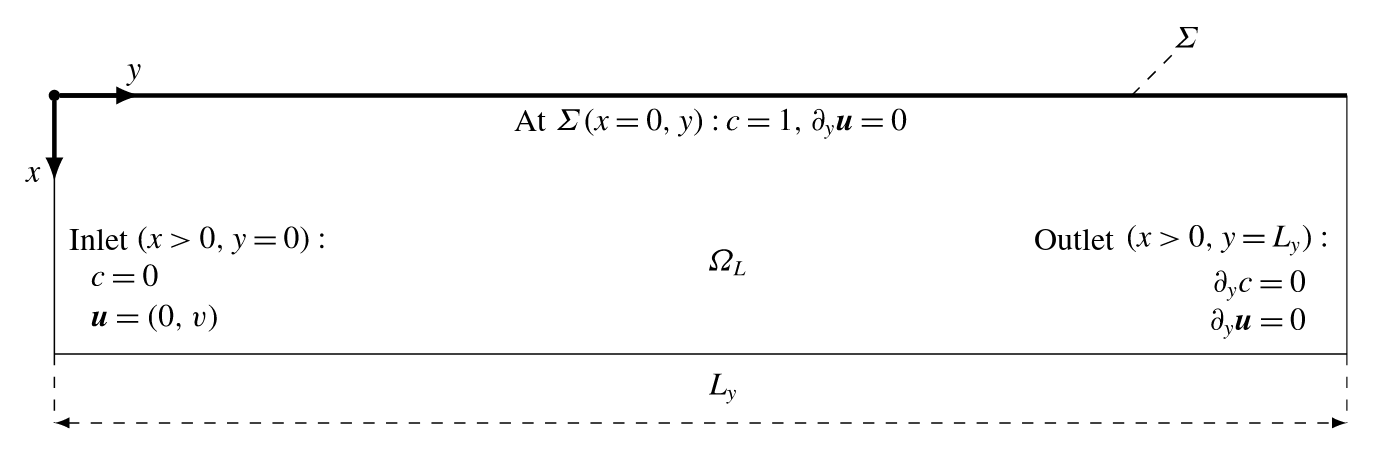 Σ
y
At Σ(x = 0, y) : c = 1, ∂yu = 0
x
Inlet (x > 0, y = 0) :
c = 0
u = (0, v)
ΩL
Outlet (x > 0, y = Ly) :
∂yc = 0
∂yu = 0
Ly